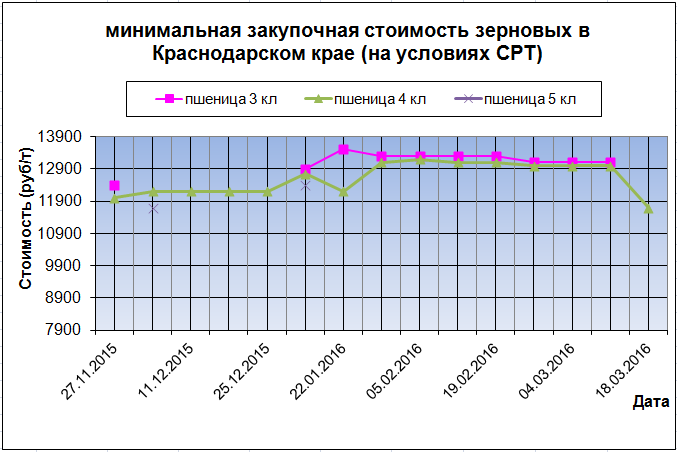 минимальная закупочная стоимость зерновых в
Краснодарском крае (на условиях СРТ)
пшеница 3 кл
пшеница 4 кл
пшеница 5 кл
Стоимость (руб/т)
13900
12900
11900
10900
9900
8900
7900
27.11.2015
11.12.2015
25.12.2015
22.01.2016
05.02.2016
19.02.2016
04.03.2016
18.03.2016
Дата